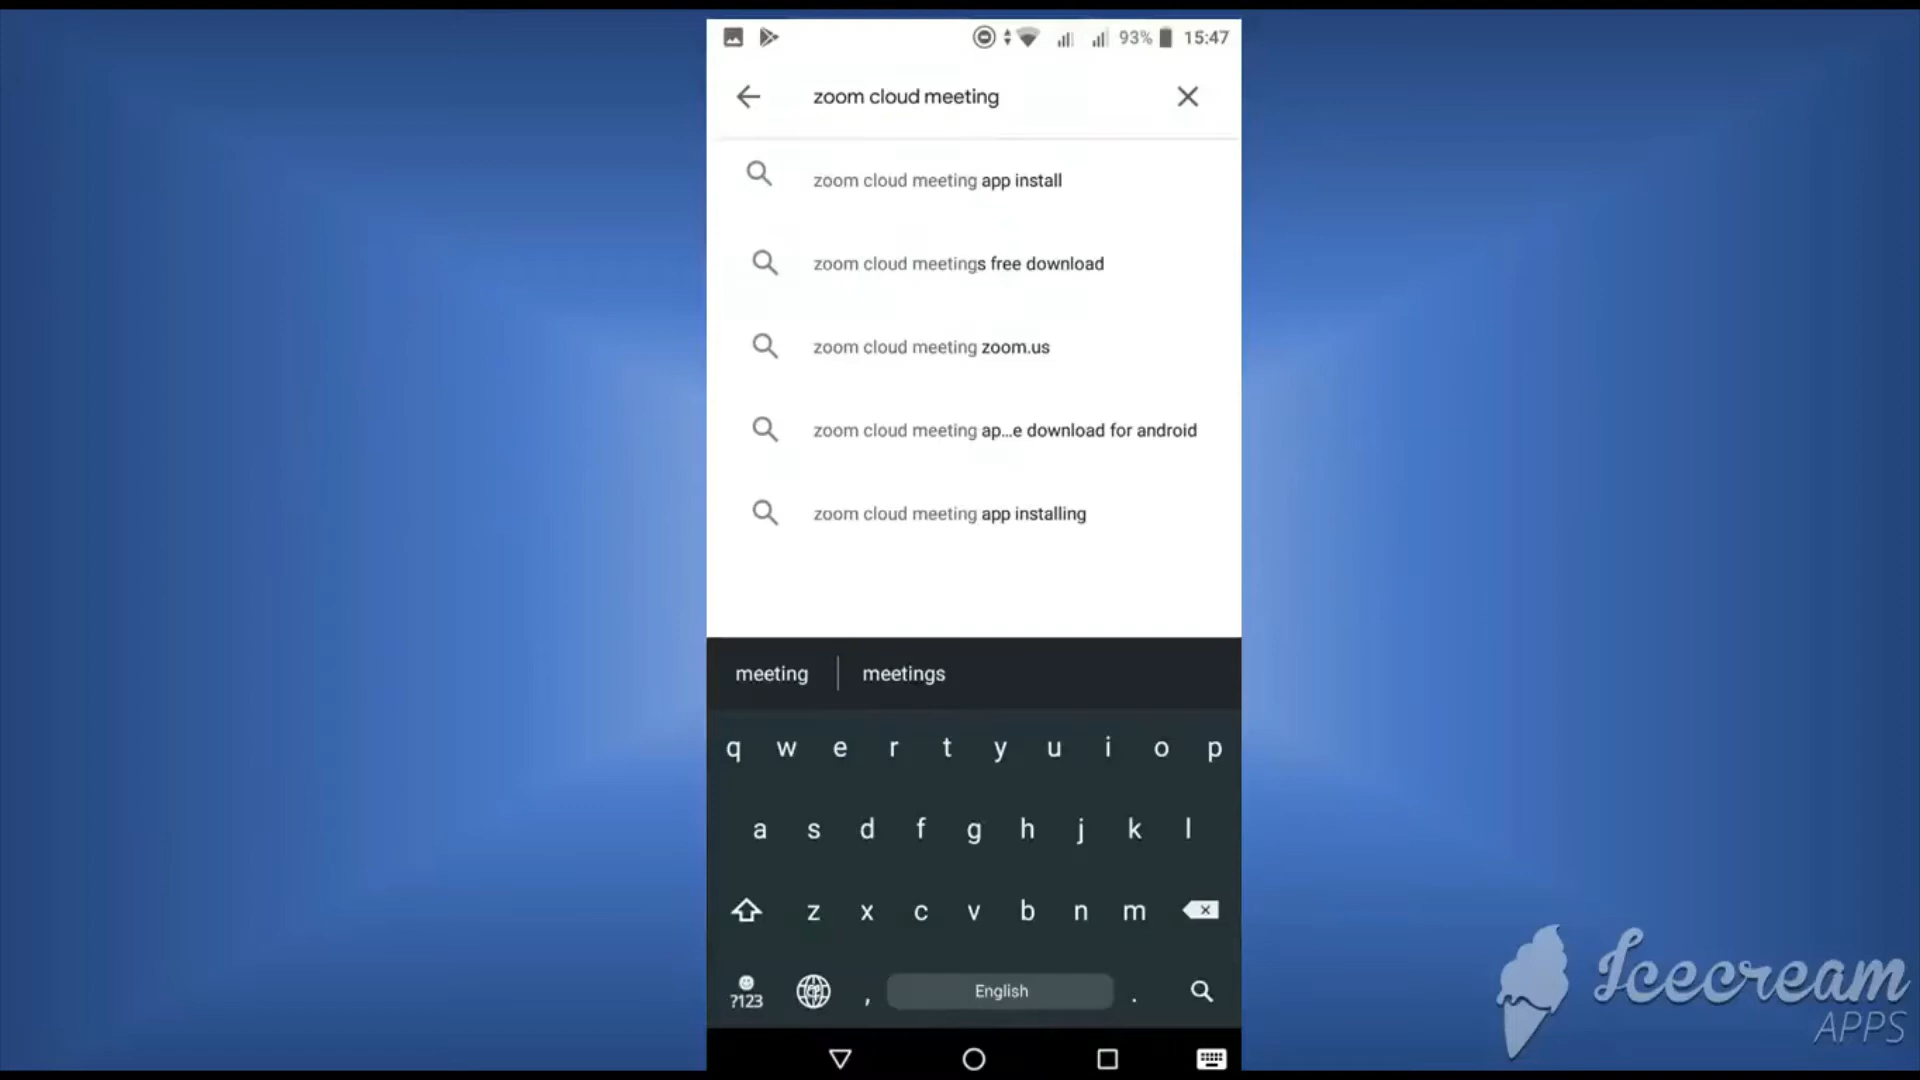 93% 15:47
zoom cloud meeting
zoom cloud meeting app install
zoom cloud meetings free download
zoom cloud meeting zoom.us
zoom cloud meeting ap...e download for android
zoom cloud meeting app installing
meeting meetings
q w e r t y u i o p
a s d f g h j k l
z x c v b n m
?123 , English .
Icecream
APPS